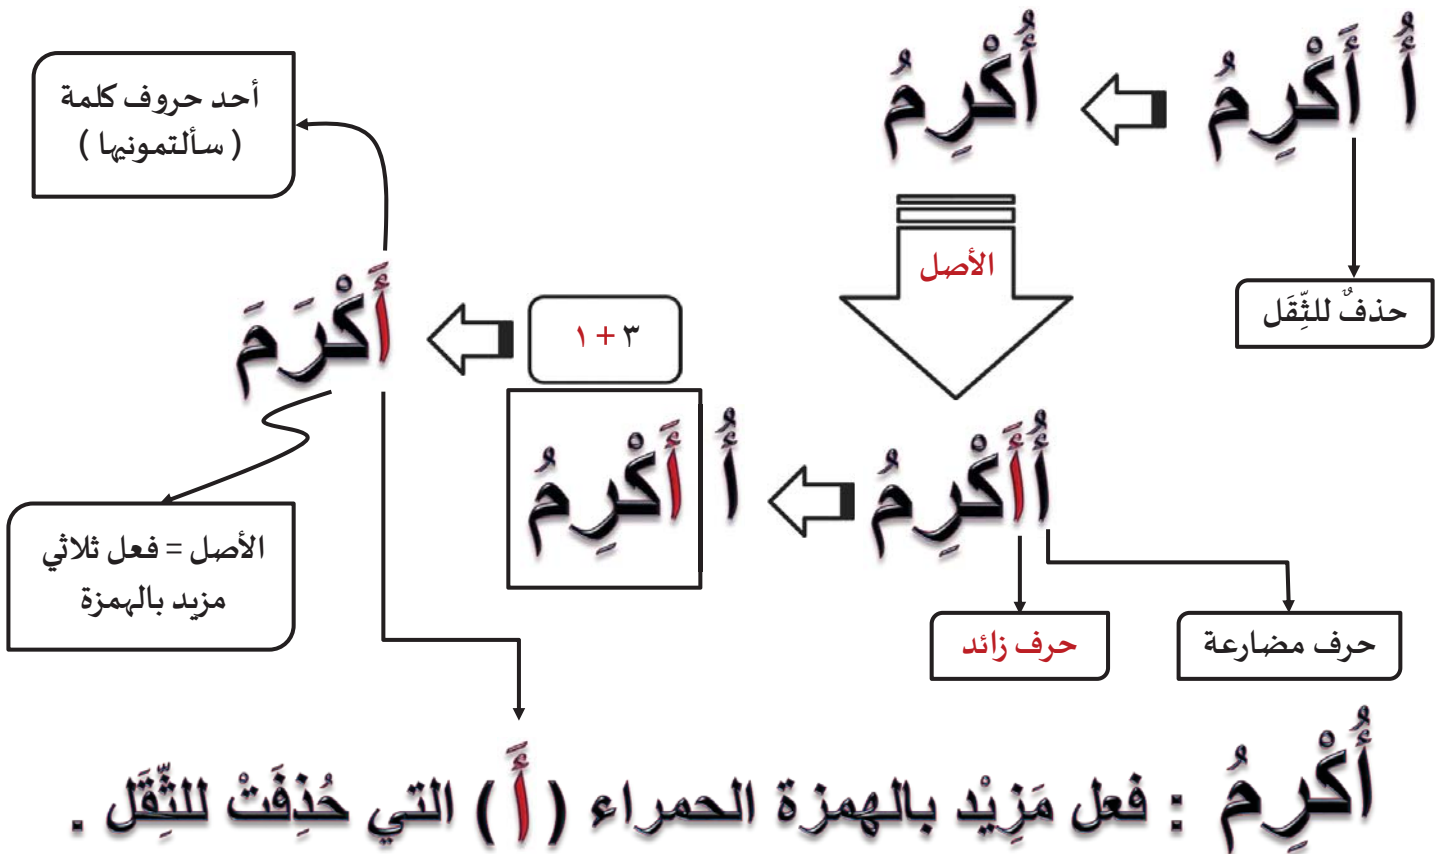 أُ أَكْرِمُ
أُكْرِمُ
أحد حروف كلمة
( سألتمونيها )
حذفٌ للثِّقَل
الأصل
أَكْرَمَ
٣ + ١
أُأَكْرِمُ
أُ أَكْرِمُ
الأصل = فعل ثلاثي
مزيد بالهمزة
حرف مضارعة
حرف زائد
أُكْرِمُ : فعل مَزِيْد بالهمزة الحمراء ( أَ ) التي حُذِفَتْ للثِّقَل .